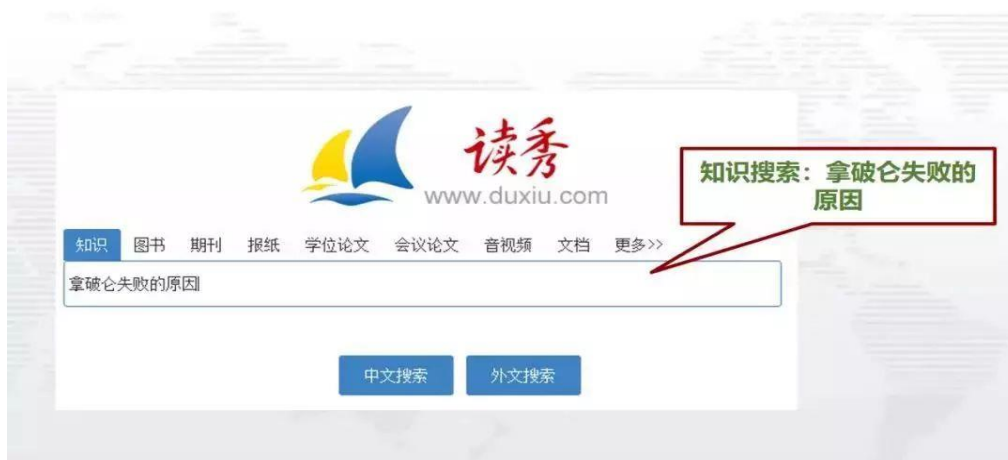 读秀
www.duxiu.com
知识搜索：拿破仑失败的
原因
知识 图书 期刊 报纸 学位论文 会议论文 音视频 文档 更多>>
拿破仑失败的原因
中文搜索 外文搜索